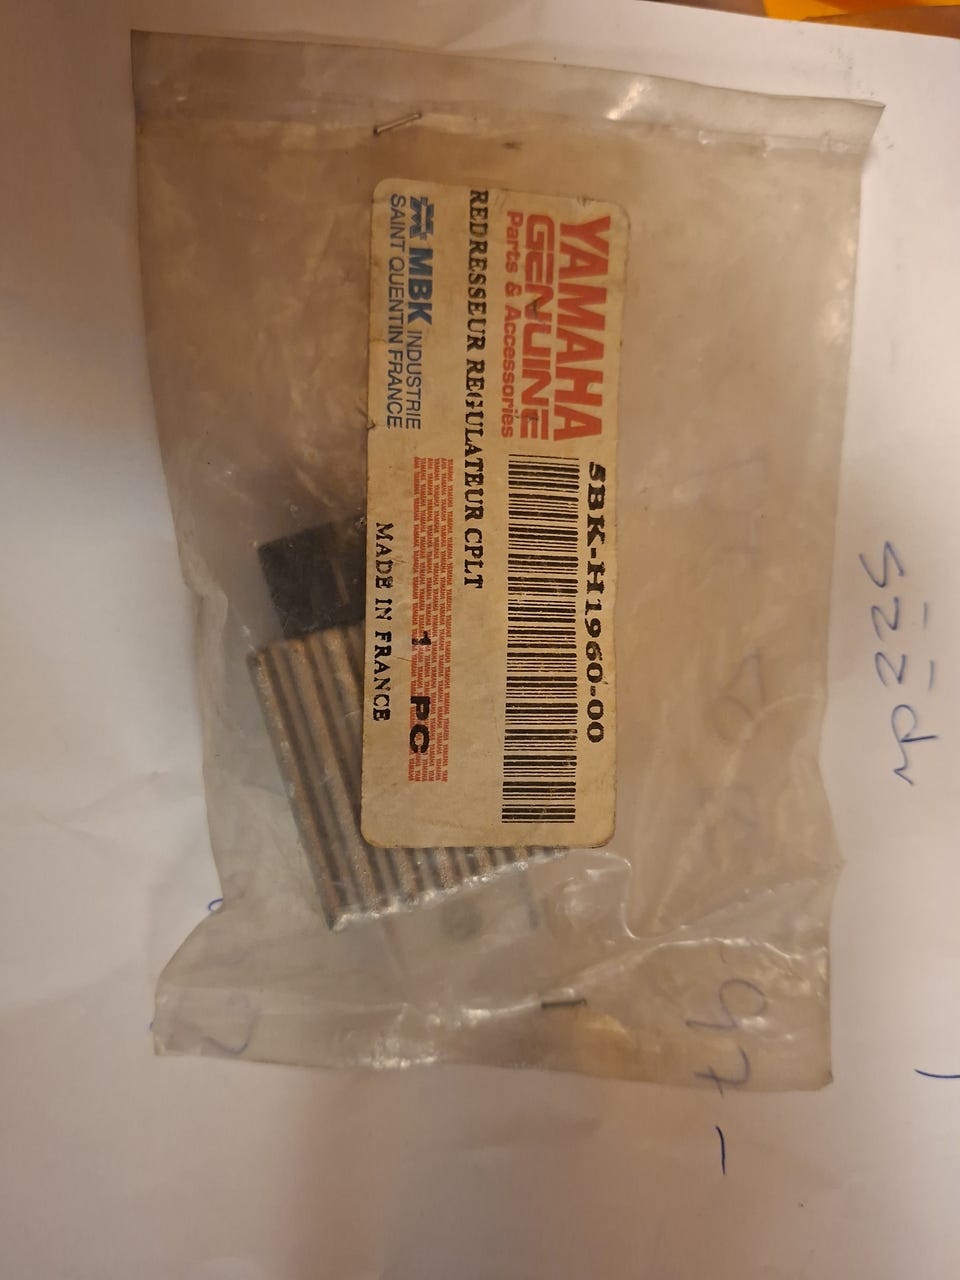 YAMAHA
GENUINE
Parts & Accessories
5BK-H1960-00
REDRESSEUR REGULATEUR CPLT
1 PC
MBK INDUSTRIE
SAINT QUENTIN FRANCE
MADE IN FRANCE